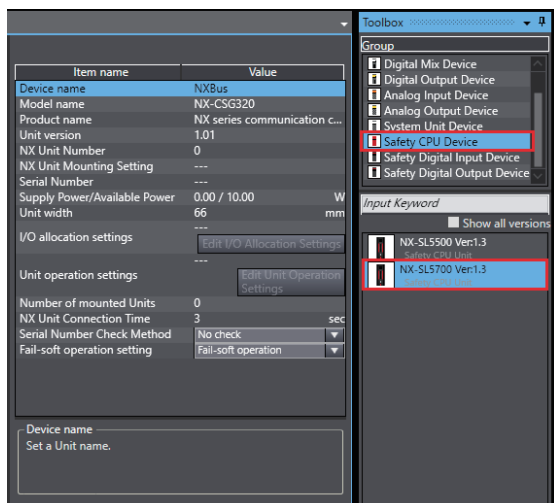 Toolbox
Group
Digital Mix Device
Digital Output Device
Analog Input Device
Analog Output Device
System Unit Device
Safety CPU Device
Safety Digital Input Device
Safety Digital Output Device
Input Keyword
Show all versions
NX-SL5500 Ver:1.3
Safety CPU Unit
NX-SL5700 Ver:1.3
Safety CPU Unit
Item name Value
Device name NXBus
Model name NX-CSG320
Product name NX series communication c...
Unit version 1.01
NX Unit Number 0
NX Unit Mounting Setting ---
Serial Number ---
Supply Power/Available Power 0.00 / 10.00 W
Unit width 66 mm
I/O allocation settings ---
Edit I/O Allocation Settings
Unit operation settings ---
Edit Unit Operation
Settings
Number of mounted Units 0
NX Unit Connection Time 3 sec
Serial Number Check Method No check
Fail-soft operation setting Fail-soft operation
Device name
Set a Unit name.